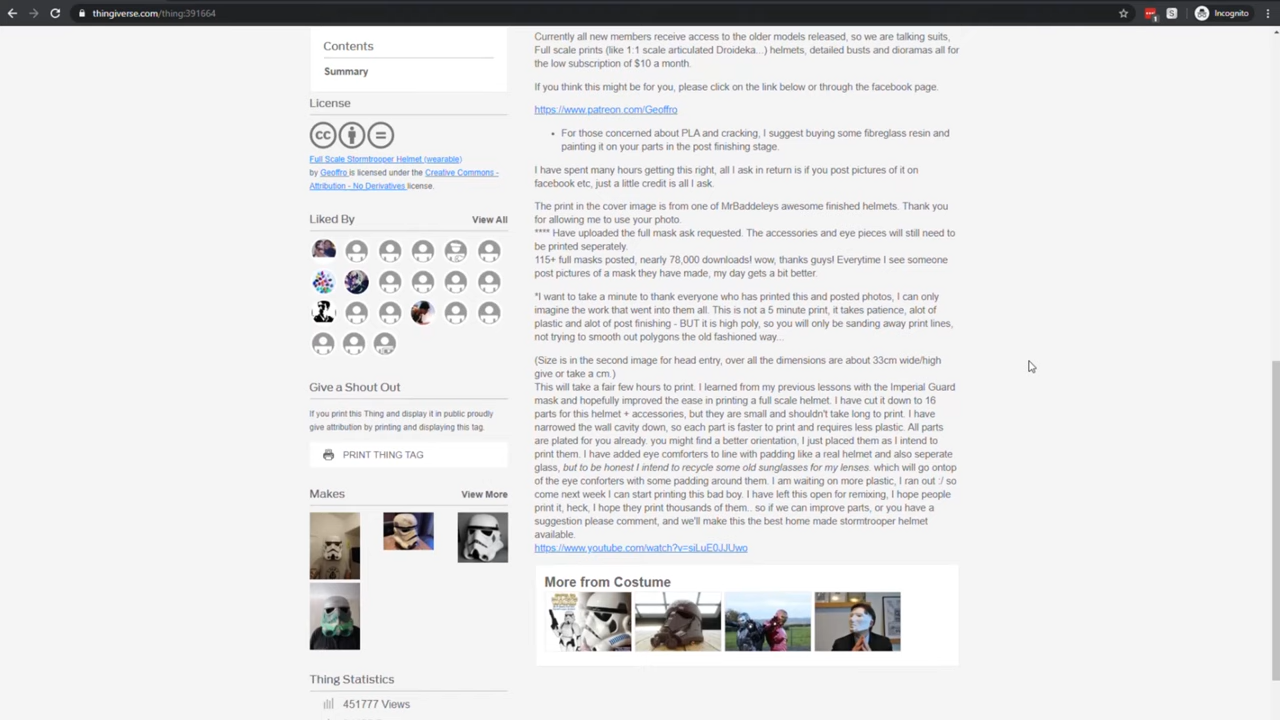 thingiverse.com/thing:391664
Incognito
Contents
Summary
License
Full Scale Stormtrooper Helmet (wearable)
by Geoffro is licensed under the Creative Commons -
Attribution - No Derivatives license.
Liked By
View All
Give a Shout Out
If you print this Thing and display it in public proudly
give attribution by printing and displaying this tag.
PRINT THING TAG
Makes
View More
Thing Statistics
451777 Views
Currently all new members receive access to the older models released, so we are talking suits,
Full scale prints (like 1:1 scale articulated Droideka...) helmets, detailed busts and dioramas all for
the low subscription of $10 a month.
If you think this might be for you, please click on the link below or through the facebook page.
https://www.patreon.com/Geoffro
• For those concerned about PLA and cracking, I suggest buying some fibreglass resin and
painting it on your parts in the post finishing stage.
I have spent many hours getting this right, all I ask in return is if you post pictures of it on
facebook etc, just a little credit is all I ask.
The print in the cover image is from one of MrBaddeleys awesome finished helmets. Thank you
for allowing me to use your photo.
**** Have uploaded the full mask ask requested. The accessories and eye pieces will still need to
be printed seperately.
115+ full masks posted, nearly 78,000 downloads! wow, thanks guys! Everytime I see someone
post pictures of a mask they have made, my day gets a bit better.
*I want to take a minute to thank everyone who has printed this and posted photos, I can only
imagine the work that went into them all. This is not a 5 minute print, it takes patience, alot of
plastic and alot of post finishing - BUT it is high poly, so you will only be sanding away print lines,
not trying to smooth out polygons the old fashioned way...
(Size is in the second image for head entry, over all the dimensions are about 33cm wide/high
give or take a cm.)
This will take a fair few hours to print. I learned from my previous lessons with the Imperial Guard
mask and hopefully improved the ease in printing a full scale helmet. I have cut it down to 16
parts for this helmet + accessories, but they are small and shouldn't take long to print. I have
narrowed the wall cavity down, so each part is faster to print and requires less plastic. All parts
are plated for you already. you might find a better orientation, I just placed them as I intend to
print them. I have added eye comforters to line with padding like a real helmet and also seperate
glass, but to be honest I intend to recycle some old sunglasses for my lenses. which will go ontop
of the eye conforters with some padding around them. I am waiting on more plastic, I ran out :/ so
come next week I can start printing this bad boy. I have left this open for remixing, I hope people
print it, heck, I hope they print thousands of them.. so if we can improve parts, or you have a
suggestion please comment, and we'll make this the best home made stormtrooper helmet
available.
https://www.youtube.com/watch?v=sjLuE0JJUwo
More from Costume